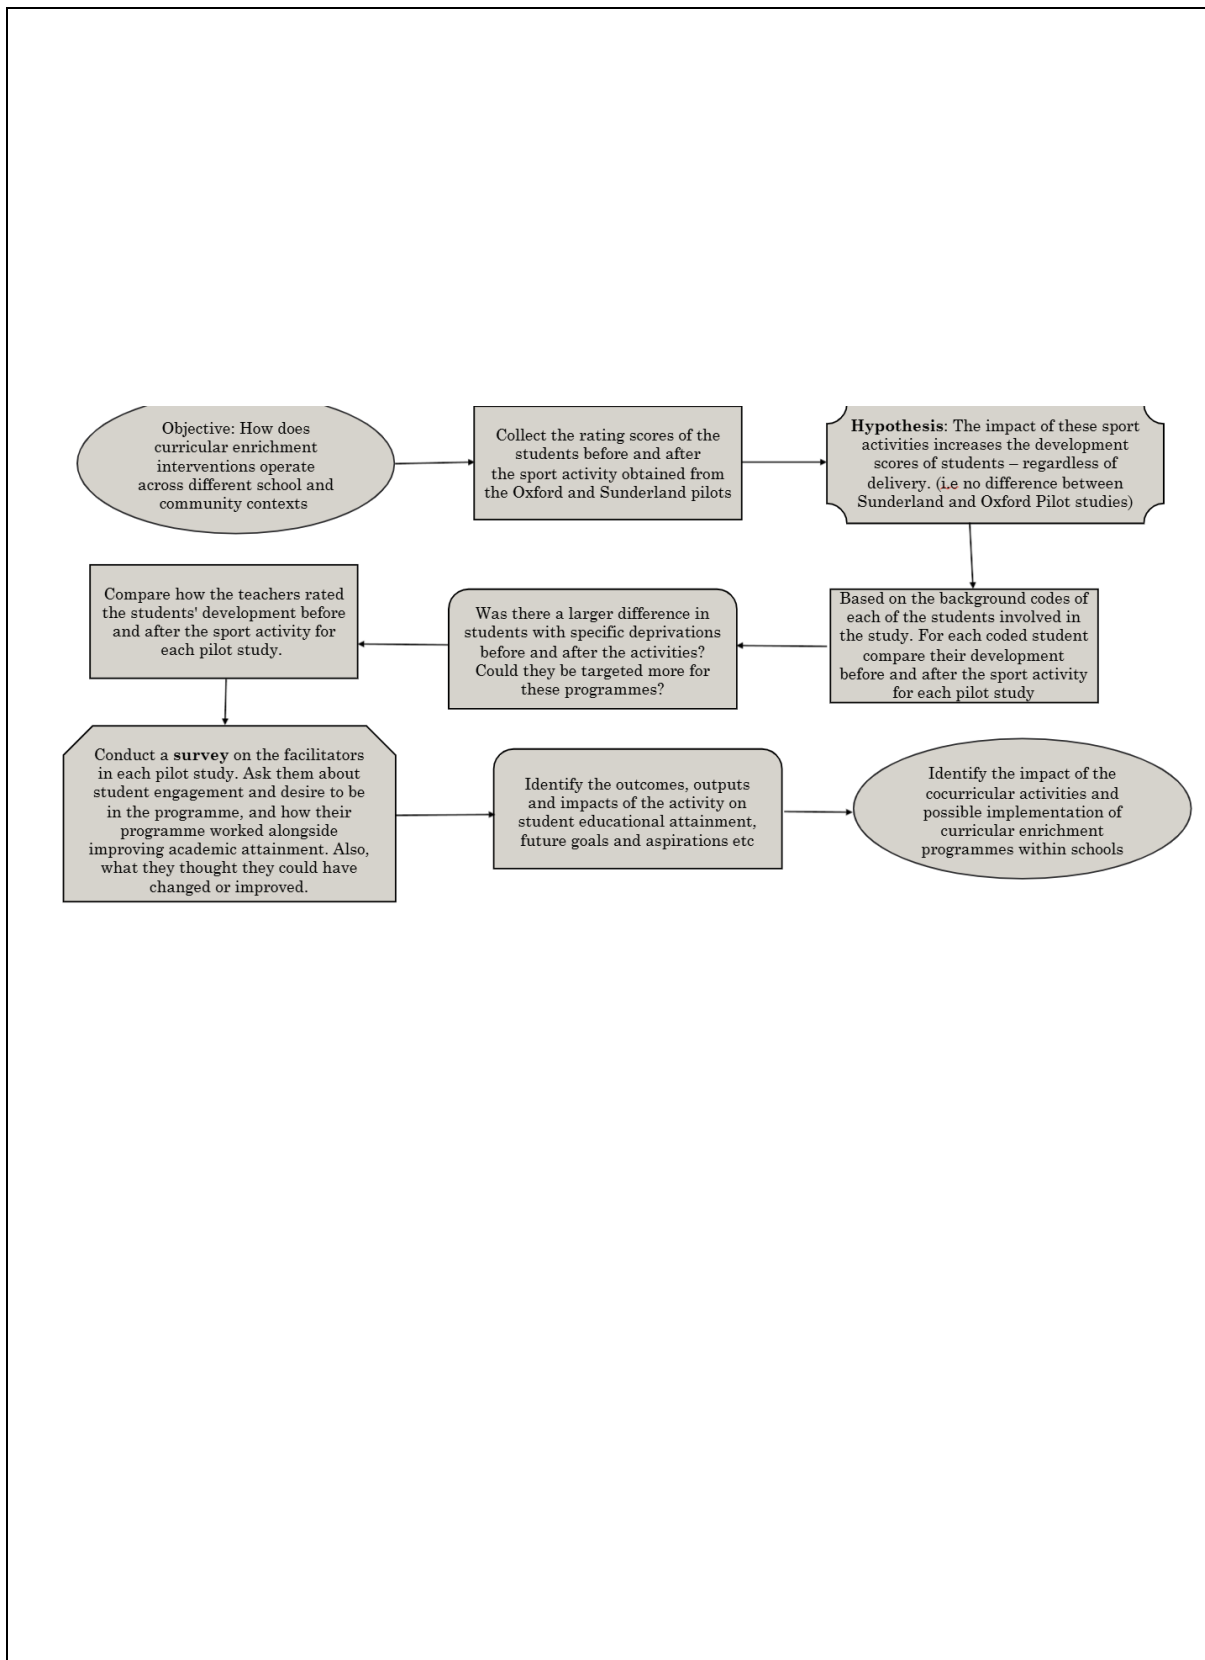 Objective: How does
curricular enrichment
interventions operate
across different school and
community contexts
Collect the rating scores of the
students before and after
the sport activity obtained from
the Oxford and Sunderland pilots
Hypothesis: The impact of these sport
activities increases the development
scores of students – regardless of
delivery. (i.e no difference between
Sunderland and Oxford Pilot studies)
Based on the background codes of
each of the students involved in
the study. For each coded student
compare their development
before and after the sport activity
for each pilot study
Was there a larger difference in
students with specific deprivations
before and after the activities?
Could they be targeted more for
these programmes?
Compare how the teachers rated
the students' development before
and after the sport activity for
each pilot study.
Conduct a survey on the facilitators
in each pilot study. Ask them about
student engagement and desire to be
in the programme, and how their
programme worked alongside
improving academic attainment. Also,
what they thought they could have
changed or improved.
Identify the outcomes, outputs
and impacts of the activity on
student educational attainment,
future goals and aspirations etc
Identify the impact of the
cocurricular activities and
possible implementation of
curricular enrichment
programmes within schools